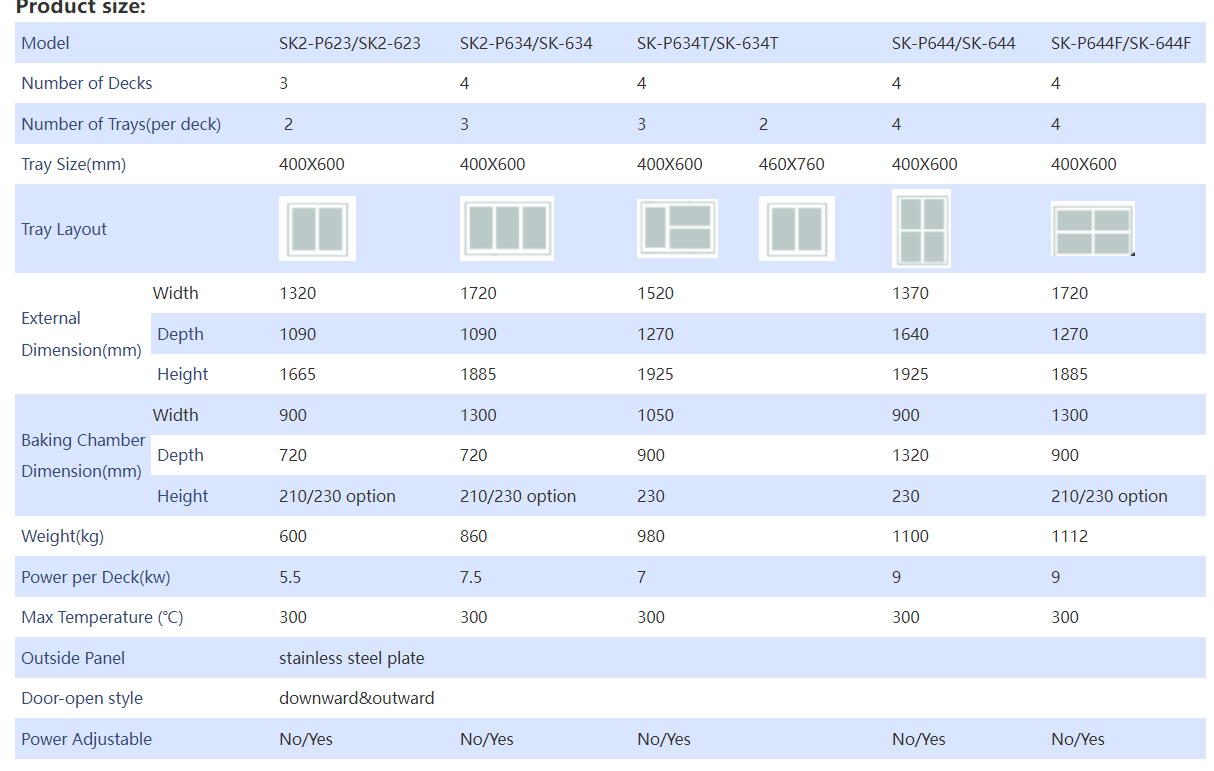 Product size:
Model SK2-P623/SK2-623 SK2-P634/SK-634 SK-P634T/SK-634T SK-P644/SK-644 SK-P644F/SK-644F
Number of Decks 3 4 4 4 4
Number of Trays(per deck) 2 3 3 2 4 4
Tray Size(mm) 400X600 400X600 400X600 460X760 400X600 400X600
Tray Layout
External Dimension(mm)
Width 1320 1720 1520 1370 1720
Depth 1090 1090 1270 1640 1270
Height 1665 1885 1925 1925 1885
Baking Chamber Dimension(mm)
Width 900 1300 1050 900 1300
Depth 720 720 900 1320 900
Height 210/230 option 210/230 option 230 230 210/230 option
Weight(kg) 600 860 980 1100 1112
Power per Deck(kw) 5.5 7.5 7 9 9
Max Temperature (℃) 300 300 300 300 300
Outside Panel stainless steel plate
Door-open style downward&outward
Power Adjustable No/Yes No/Yes No/Yes No/Yes No/Yes